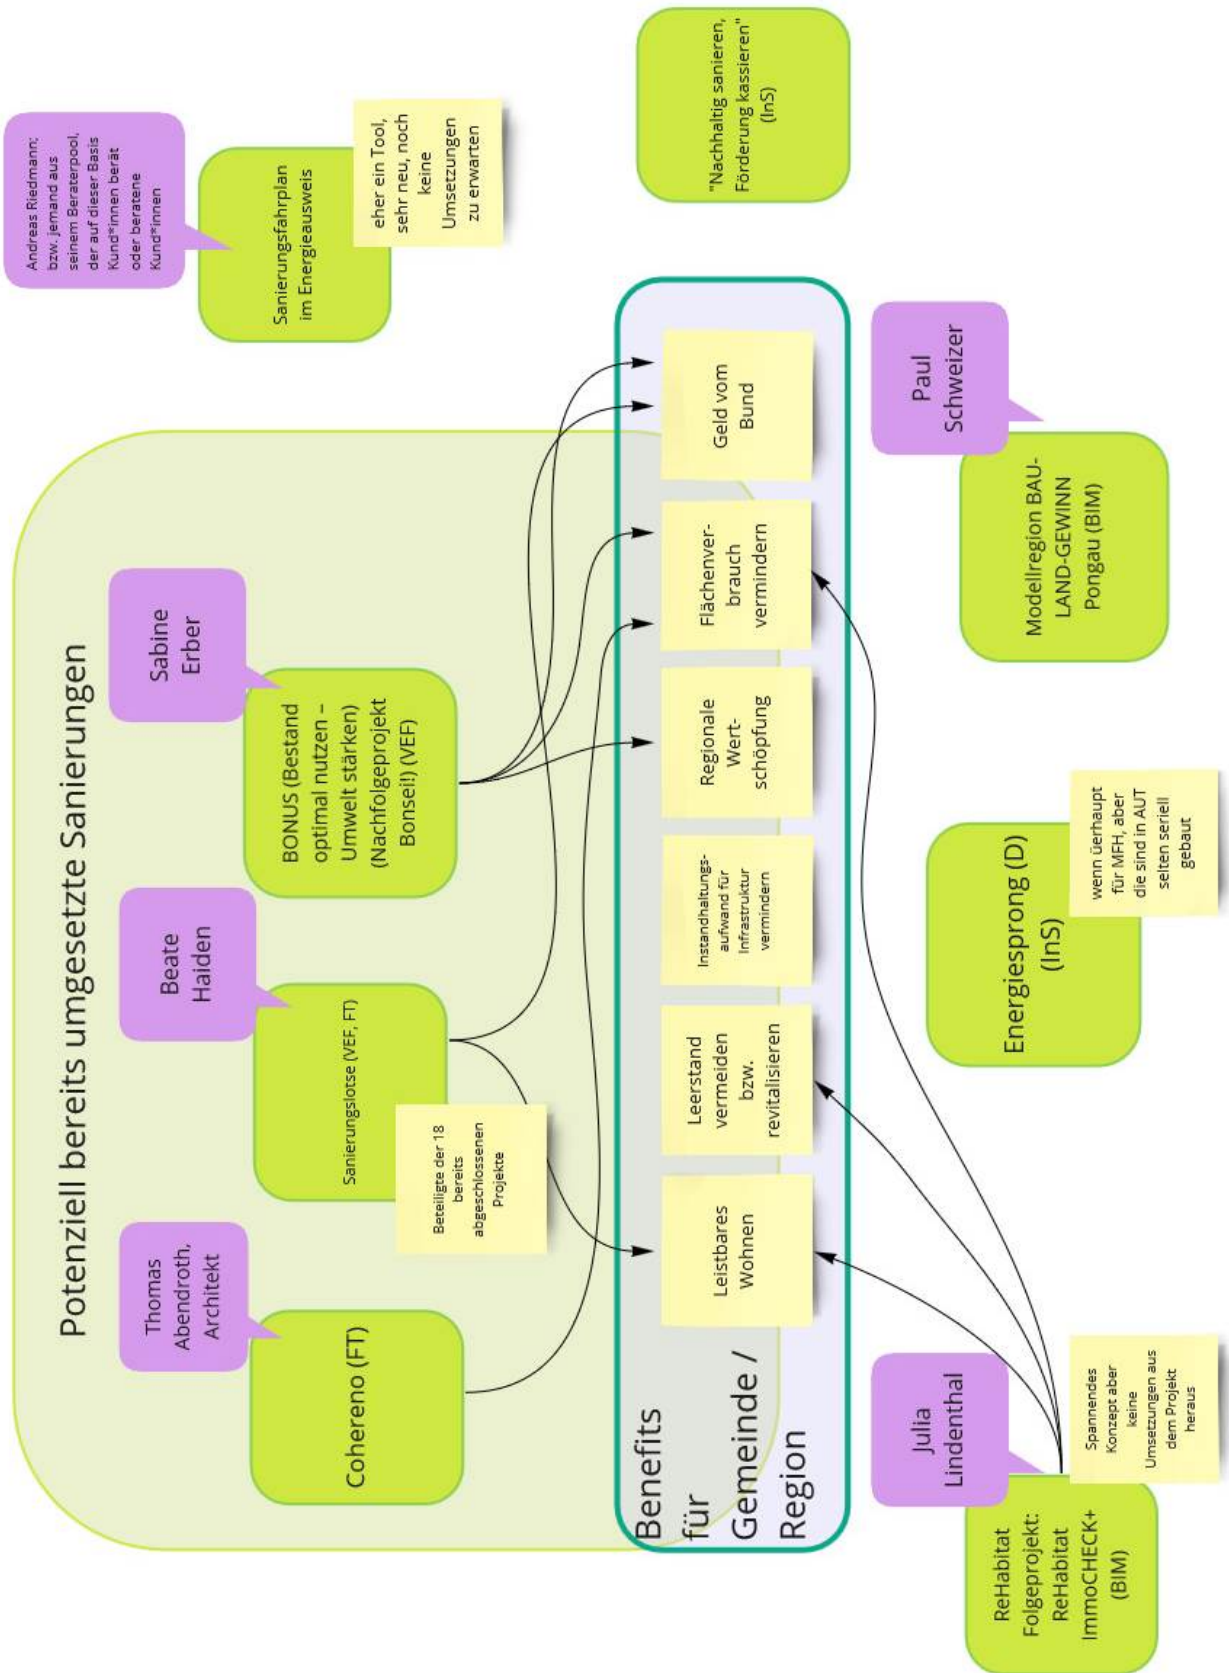 Potenziell bereits umgesetzte Sanierungen
Thomas
Abendroth,
Architekt
Cohereno (FT)
Beate
Haiden
Sanierungslotse (VEF, FT)
Beteiligte der 18
bereits
abgeschlossenen
Projekte
Sabine
Erber
BONUS (Bestand
optimal nutzen –
Umwelt stärken)
(Nachfolgeprojekt
Bonsei!) (VEF)
Andreas Riedmann;
bzw. jemand aus
seinem Beraterpool,
der auf dieser Basis
Kund*innen berät
oder beratene
Kund*innen
Sanierungsfahrplan
im Energieausweis
eher ein Tool,
sehr neu, noch
keine
Umsetzungen
zu erwarten
Benefits
für
Gemeinde /
Region
Leistbares
Wohnen
Leerstand
vermeiden
bzw.
revitalisieren
Instandhaltungs-
aufwand für
Infrastruktur
vermindern
Regionale
Wert-
schöpfung
Flächenver-
brauch
vermindern
Geld vom
Bund
"Nachhaltig sanieren,
Förderung kassieren"
(InS)
Julia
Lindenthal
ReHabitat
Folgeprojekt:
ReHabitat
ImmoCHECK+
(BIM)
Spannendes
Konzept aber
keine
Umsetzungen aus
dem Projekt
heraus
Energiesprong (D)
(InS)
wenn üerhaupt
für MFH, aber
die sind in AUT
selten seriell
gebaut
Paul
Schweizer
Modellregion BAU-
LAND-GEWINN
Pongau (BIM)